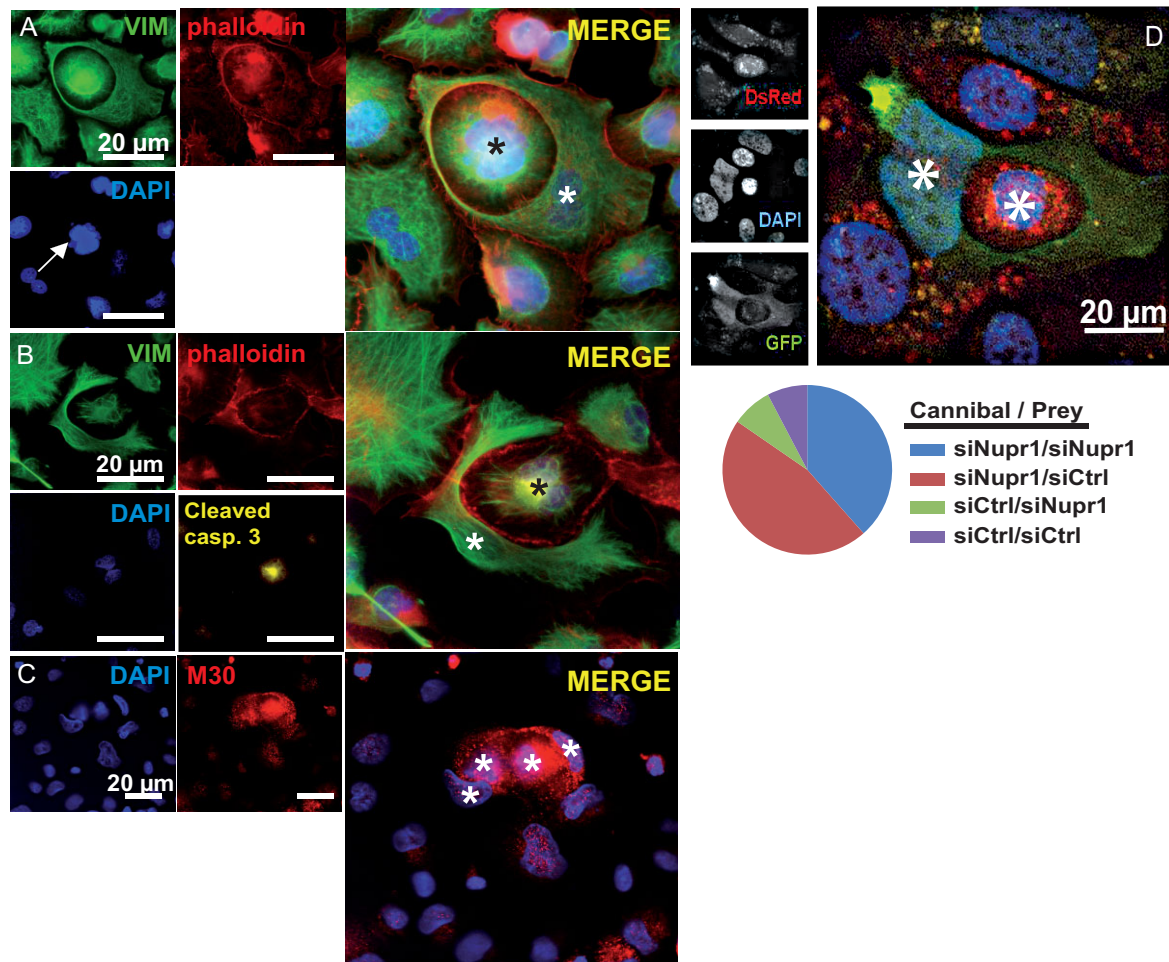 A
VIM
20 µm
phalloidin
MERGE
DAPI
B
VIM
20 µm
phalloidin
MERGE
DAPI
Cleaved
casp. 3
C
DAPI
20 µm
M30
MERGE
DsRed
DAPI
GFP
D
20 µm
Cannibal / Prey
siNupr1/siNupr1
siNupr1/siCtrl
siCtrl/siNupr1
siCtrl/siCtrl